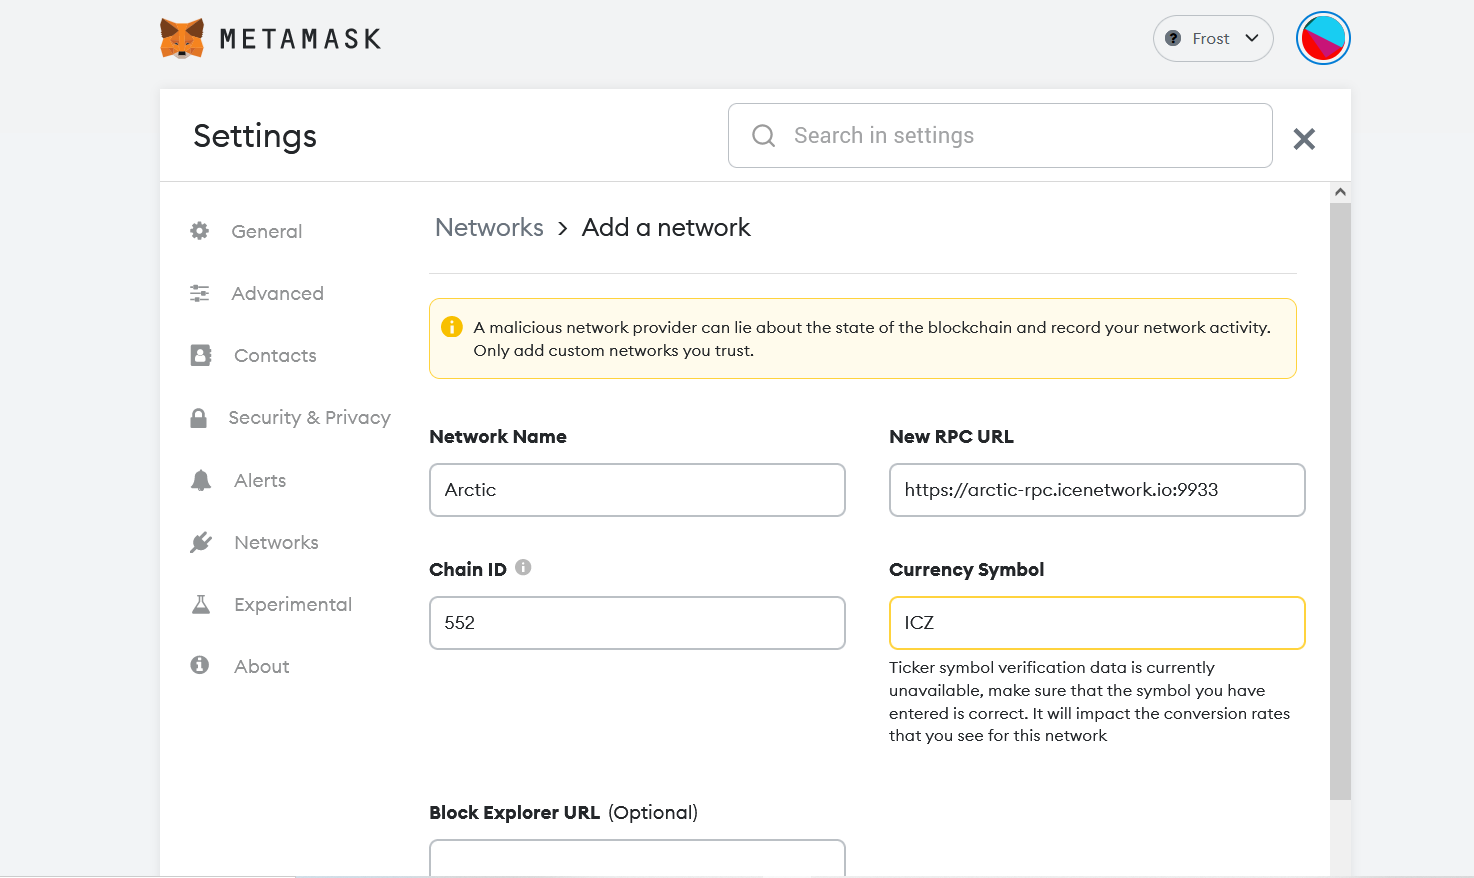 METAMASK
? Frost
Settings
Search in settings
General
Advanced
Contacts
Security & Privacy
Alerts
Networks
Experimental
About
Networks > Add a network
A malicious network provider can lie about the state of the blockchain and record your network activity.
Only add custom networks you trust.
Network Name
Arctic
New RPC URL
https://arctic-rpc.icenetwork.io:9933
Chain ID
552
Currency Symbol
ICZ
Ticker symbol verification data is currently
unavailable, make sure that the symbol you have
entered is correct. It will impact the conversion rates
that you see for this network
Block Explorer URL (Optional)